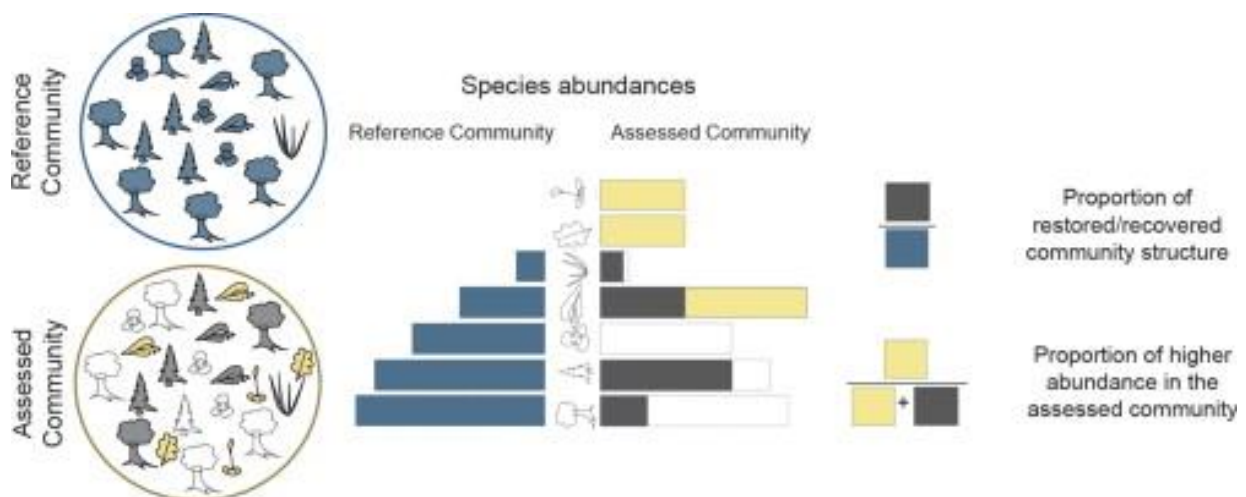 Reference
Community
Species abundances
Reference Community
Assessed Community
Proportion of
restored/recovered
community structure
Assessed
Community
+
Proportion of higher
abundance in the
assessed community